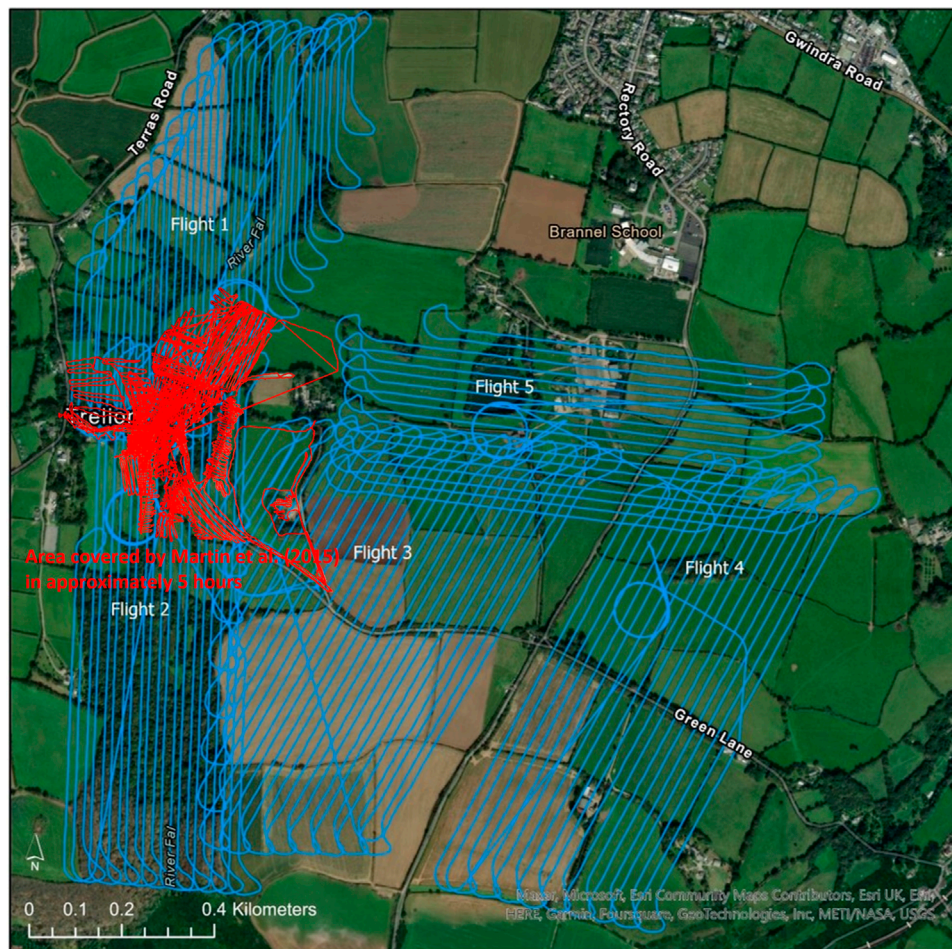 Gwindra Road
Terras Road
Rectory Road
Flight 1
River Fal
Brannel School
Flight 5
Area covered by Martin et al. (2015)
in approximately 5 hours
Flight 3
Flight 4
Flight 2
Green Lane
River Fal
N
0 0.1 0.2 0.4 Kilometers
Maxar, Microsoft, Esri Community Maps Contributors, Esri UK, Esri,
HERE, Garmin, Foursquare, GeoTechnologies, Inc, METI/NASA, USGS